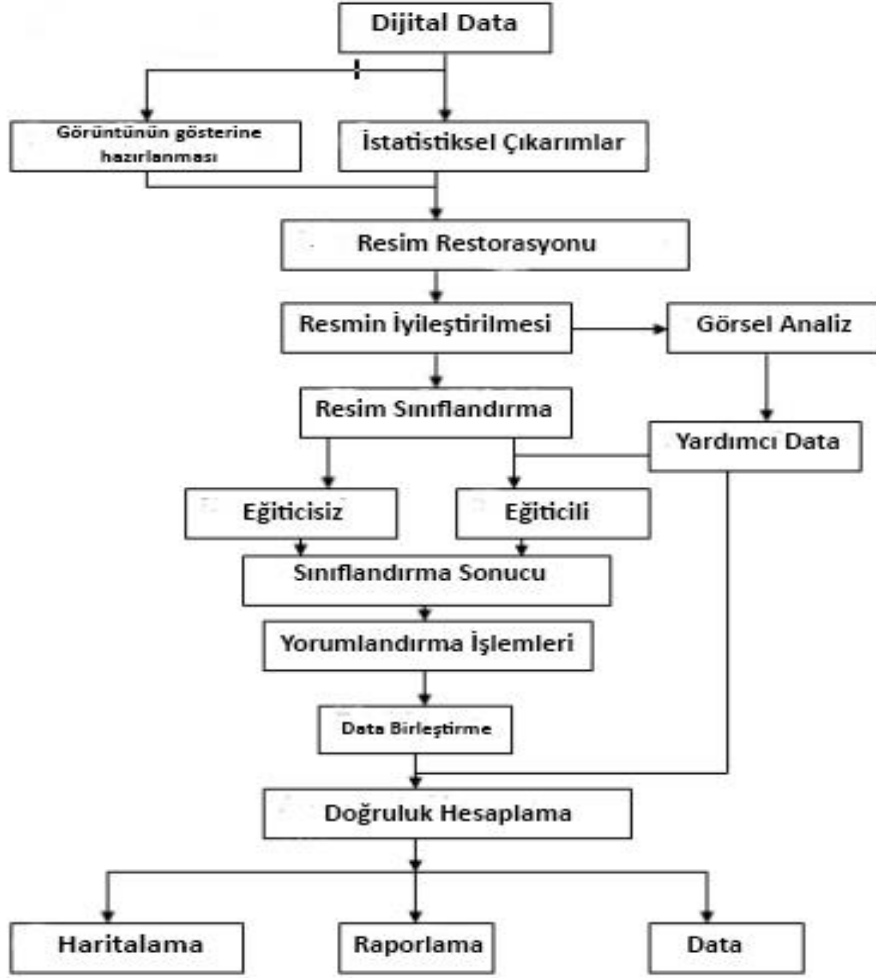 Dijital Data
Görüntünün gösterine
hazırlanması
İstatistiksel Çıkarımlar
Resim Restorasyonu
Resmin İyileştirilmesi
Görsel Analiz
Resim Sınıflandırma
Yardımcı Data
Eğiticisiz
Eğiticili
Sınıflandırma Sonucu
Yorumlandırma İşlemleri
Data Birleştirme
Doğruluk Hesaplama
Haritalama
Raporlama
Data